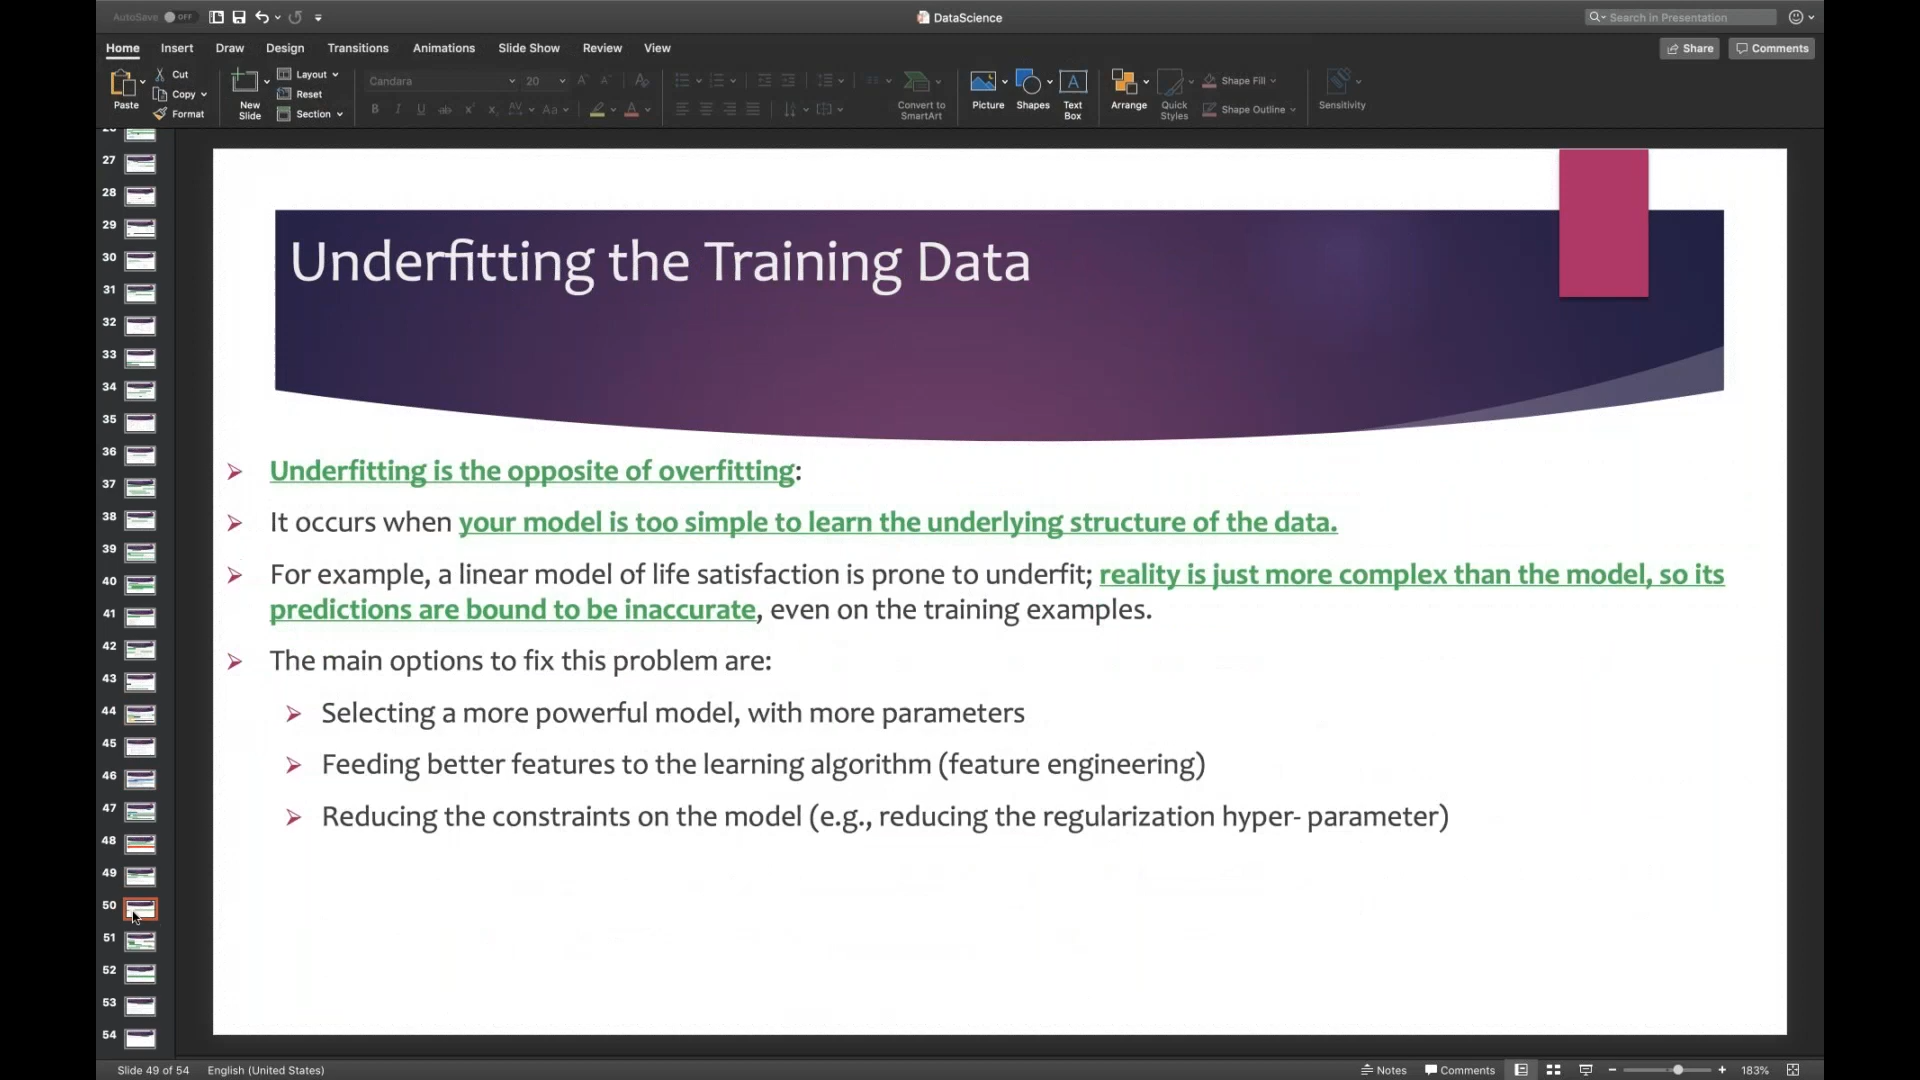 AutoSave OFF
DataScience
Search in Presentation
Home Insert Draw Design Transitions Animations Slide Show Review View
Share Comments
Paste
Cut
Copy
Format
New Slide
Layout
Reset
Section
Candara 20
Convert to SmartArt
Picture
Shapes
Text Box
Arrange
Quick Styles
Shape Fill
Shape Outline
Sensitivity
27
28
29
30
31
32
33
34
35
36
37
38
39
40
41
42
43
44
45
46
47
48
49
50
51
52
53
54
Underfitting the Training Data
Underfitting is the opposite of overfitting:
It occurs when your model is too simple to learn the underlying structure of the data.
For example, a linear model of life satisfaction is prone to underfit; reality is just more complex than the model, so its
predictions are bound to be inaccurate, even on the training examples.
The main options to fix this problem are:
Selecting a more powerful model, with more parameters
Feeding better features to the learning algorithm (feature engineering)
Reducing the constraints on the model (e.g., reducing the regularization hyper- parameter)
Slide 49 of 54 English (United States)
Notes Comments 183%